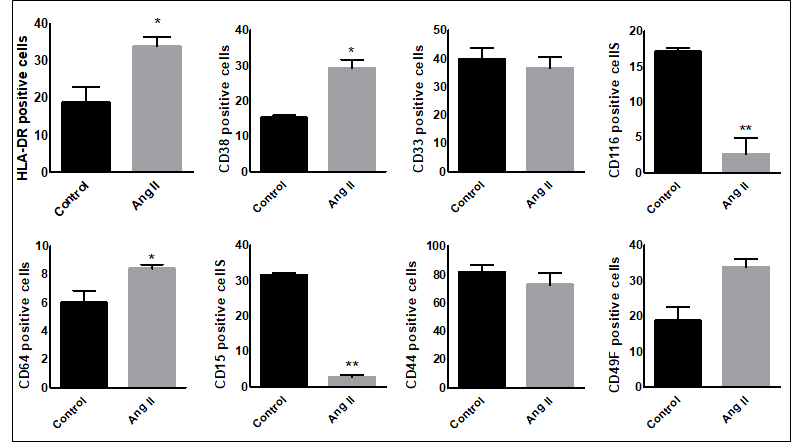 HLA-DR positive cells
40
30
20
10
0
*
Control
Ang II
CD38 positive cells
40
30
20
10
0
*
Control
Ang II
CD33 positive cells
50
40
30
20
10
0
Control
Ang II
CD116 positive cellS
20
15
10
5
0
**
Control
Ang II
CD64 positive cells
10
8
6
4
2
0
*
Control
Ang II
CD15 positive cellS
40
30
20
10
0
**
Control
Ang II
CD44 positive cells
100
80
60
40
20
0
Control
Ang II
CD49F positive cells
40
30
20
10
0
Control
Ang II